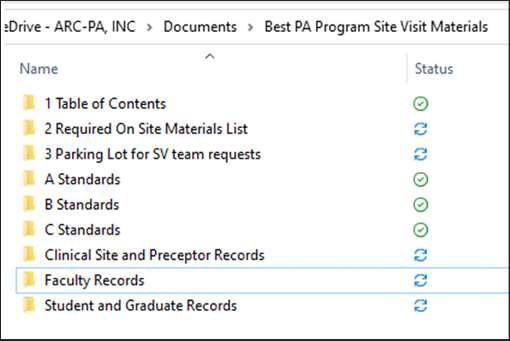 eDrive - ARC-PA, INC > Documents > Best PA Program Site Visit Materials
Name Status
1 Table of Contents
2 Required On Site Materials List
3 Parking Lot for SV team requests
A Standards
B Standards
C Standards
Clinical Site and Preceptor Records
Faculty Records
Student and Graduate Records